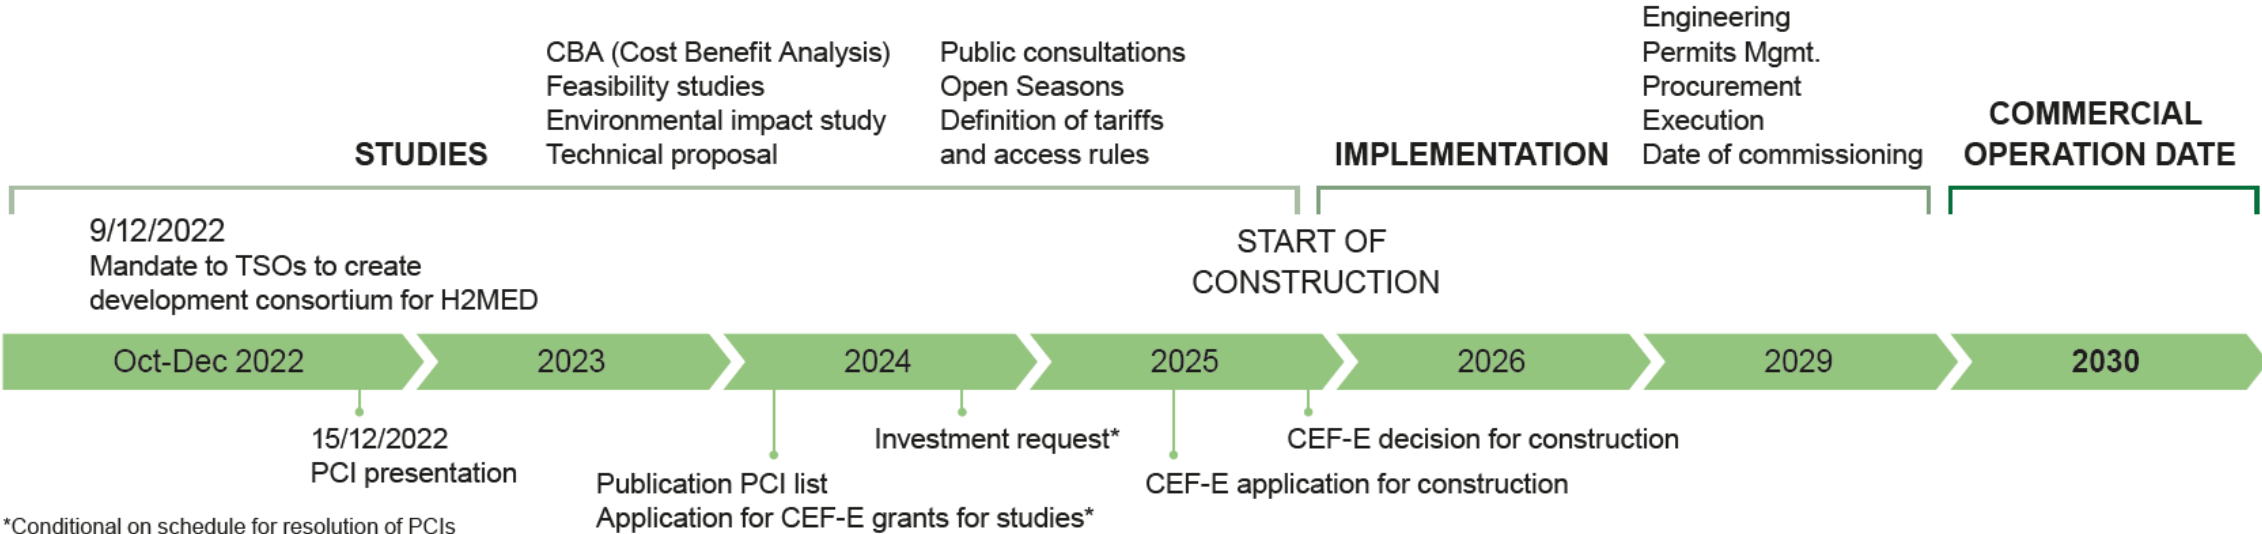 STUDIES
CBA (Cost Benefit Analysis)
Feasibility studies
Environmental impact study
Technical proposal
Public consultations
Open Seasons
Definition of tariffs
and access rules
IMPLEMENTATION
Engineering
Permits Mgmt.
Procurement
Execution
Date of commissioning
COMMERCIAL
OPERATION DATE
9/12/2022
Mandate to TSOs to create
development consortium for H2MED
START OF
CONSTRUCTION
Oct-Dec 2022
2023
2024
2025
2026
2029
2030
15/12/2022
PCI presentation
Publication PCI list
Application for CEF-E grants for studies*
Investment request*
CEF-E application for construction
CEF-E decision for construction
*Conditional on schedule for resolution of PCIs